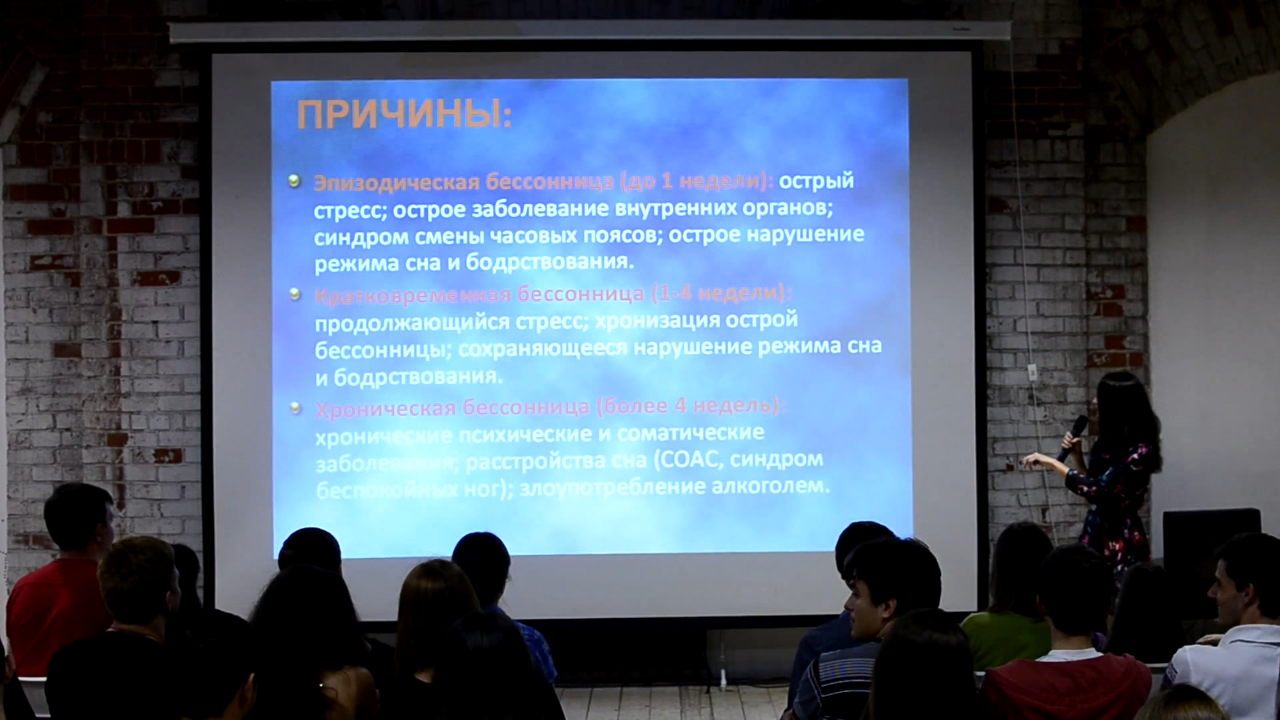 ПРИЧИНЫ:
Эпизодическая бессонница (до 1 недели): острый
стресс; острое заболевание внутренних органов;
синдром смены часовых поясов; острое нарушение
режима сна и бодрствования.
Кратковременная бессонница (1-4 недели):
продолжающийся стресс; хронизация острой
бессонницы; сохраняющееся нарушение режима сна
и бодрствования.
Хроническая бессонница (более 4 недель):
хронические психические и соматические
заболевания; расстройства сна (СОАС, синдром
беспокойных ног); злоупотребление алкоголем.